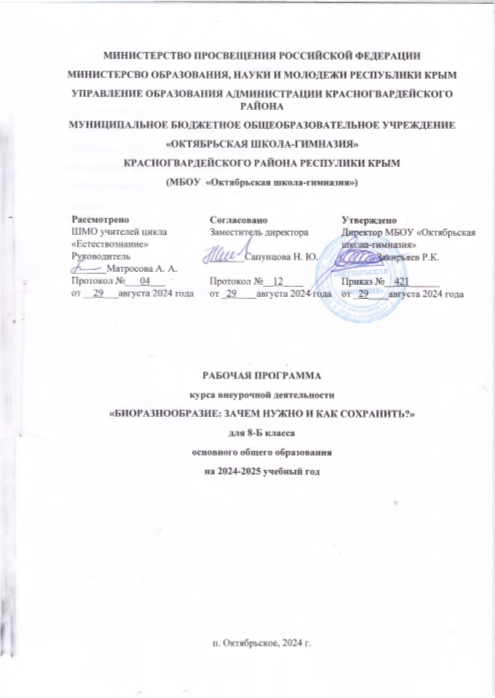 МИНИСТЕРСТВО ПРОСВЕЩЕНИЯ РОССИЙСКОЙ ФЕДЕРАЦИИ
МИНИСТЕРСВО ОБРАЗОВАНИЯ, НАУКИ И МОЛОДЕЖИ РЕСПУБЛИКИ КРЫМ
УПРАВЛЕНИЕ ОБРАЗОВАНИЯ АДМИНИСТРАЦИИ КРАСНОГВАРДЕЙСКОГО
РАЙОНА
МУНИЦИПАЛЬНОЕ БЮДЖЕТНОЕ ОБЩЕОБРАЗОВАТЕЛЬНОЕ УЧРЕЖДЕНИЕ
«ОКТЯБРЬСКАЯ ШКОЛА-ГИМНАЗИЯ»
КРАСНОГВАРДЕЙСКОГО РАЙОНА РЕСПУЛИКИ КРЫМ
(МБОУ «Октябрьская школа-гимназия»)
Рассмотрено
ШМО учителей цикла
«Естествознание»
Руководитель
Матросова А. А.
Протокол № 04
от 29 августа 2024 года
Согласовано
Заместитель директора
Сапунцова Н. Ю.
Протокол № 12
от 29 августа 2024 года
Утверждено
Директор МБОУ «Октябрьская
школа-гимназия»
Закирьяев Р.К.
Приказ № 421
от 29 августа 2024 года
РАБОЧАЯ ПРОГРАММА
курса внеурочной деятельности
«БИОРАЗНООБРАЗИЕ: ЗАЧЕМ НУЖНО И КАК СОХРАНИТЬ?»
для 8-Б класса
основного общего образования
на 2024-2025 учебный год
п. Октябрьское, 2024 г.